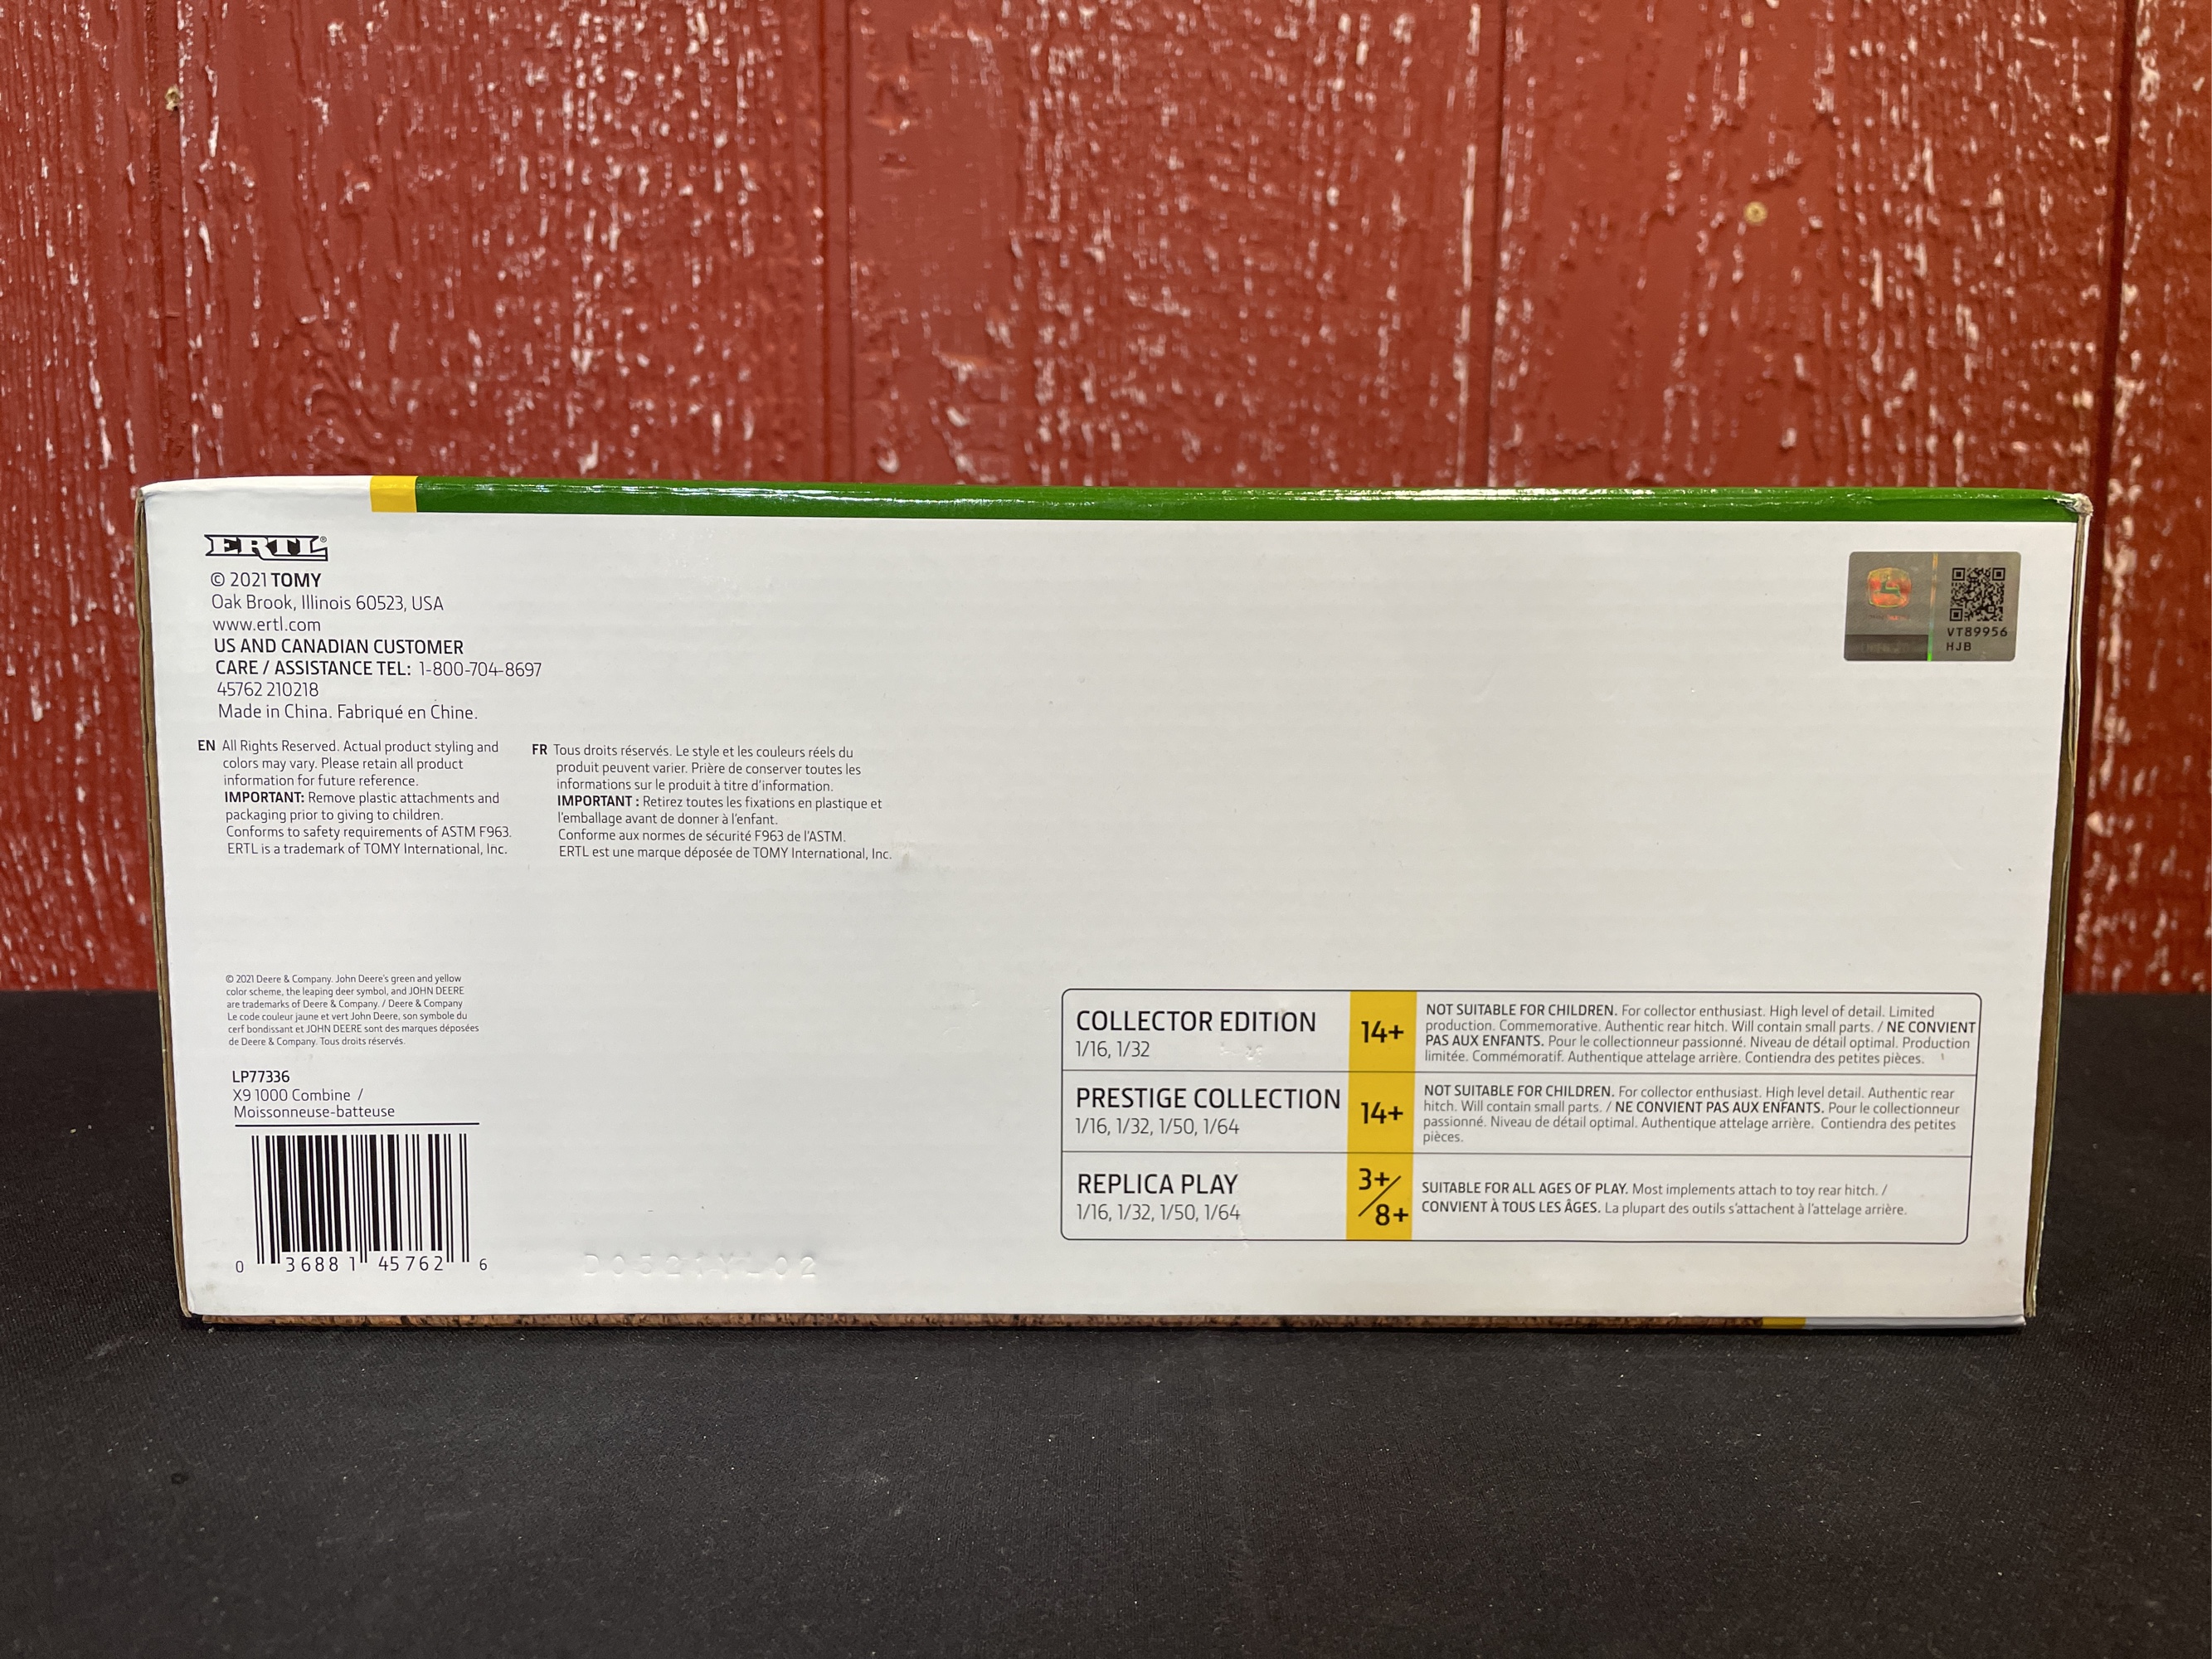 ERTL®
© 2021 TOMY
Oak Brook, Illinois 60523, USA
www.ertl.com
US AND CANADIAN CUSTOMER
CARE / ASSISTANCE TEL: 1-800-704-8697
45762 210218
Made in China. Fabriqué en Chine.
EN All Rights Reserved. Actual product styling and
colors may vary. Please retain all product
information for future reference.
IMPORTANT: Remove plastic attachments and
packaging prior to giving to children.
Conforms to safety requirements of ASTM F963.
ERTL is a trademark of TOMY International, Inc.
FR Tous droits réservés. Le style et les couleurs réels du
produit peuvent varier. Prière de conserver toutes les
informations sur le produit à titre d'information.
IMPORTANT : Retirez toutes les fixations en plastique et
l'emballage avant de donner à l'enfant.
Conforme aux normes de sécurité F963 de l'ASTM.
ERTL est une marque déposée de TOMY International, Inc.
VT89956
HJB
© 2021 Deere & Company. John Deere's green and yellow
color scheme, the leaping deer symbol, and JOHN DEERE
are trademarks of Deere & Company. / Deere & Company
Le code couleur jaune et vert John Deere, son symbole du
cerf bondissant et JOHN DEERE sont des marques déposées
de Deere & Company. Tous droits réservés.
LP77336
X9 1000 Combine /
Moissonneuse-batteuse
0 36881 45762 6
COLLECTOR EDITION
1/16, 1/32
14+
NOT SUITABLE FOR CHILDREN. For collector enthusiast. High level of detail. Limited
production. Commemorative. Authentic rear hitch. Will contain small parts. / NE CONVIENT
PAS AUX ENFANTS. Pour le collectionneur passionné. Niveau de détail optimal. Production
limitée. Commémoratif. Authentique attelage arrière. Contiendra des petites pièces.
PRESTIGE COLLECTION
1/16, 1/32, 1/50, 1/64
14+
NOT SUITABLE FOR CHILDREN. For collector enthusiast. High level detail. Authentic rear
hitch. Will contain small parts. / NE CONVIENT PAS AUX ENFANTS. Pour le collectionneur
passionné. Niveau de détail optimal. Authentique attelage arrière. Contiendra des petites
pièces.
REPLICA PLAY
1/16, 1/32, 1/50, 1/64
3+/8+
SUITABLE FOR ALL AGES OF PLAY. Most implements attach to toy rear hitch. /
CONVIENT À TOUS LES ÂGES. La plupart des outils s'attachent à l'attelage arrière.